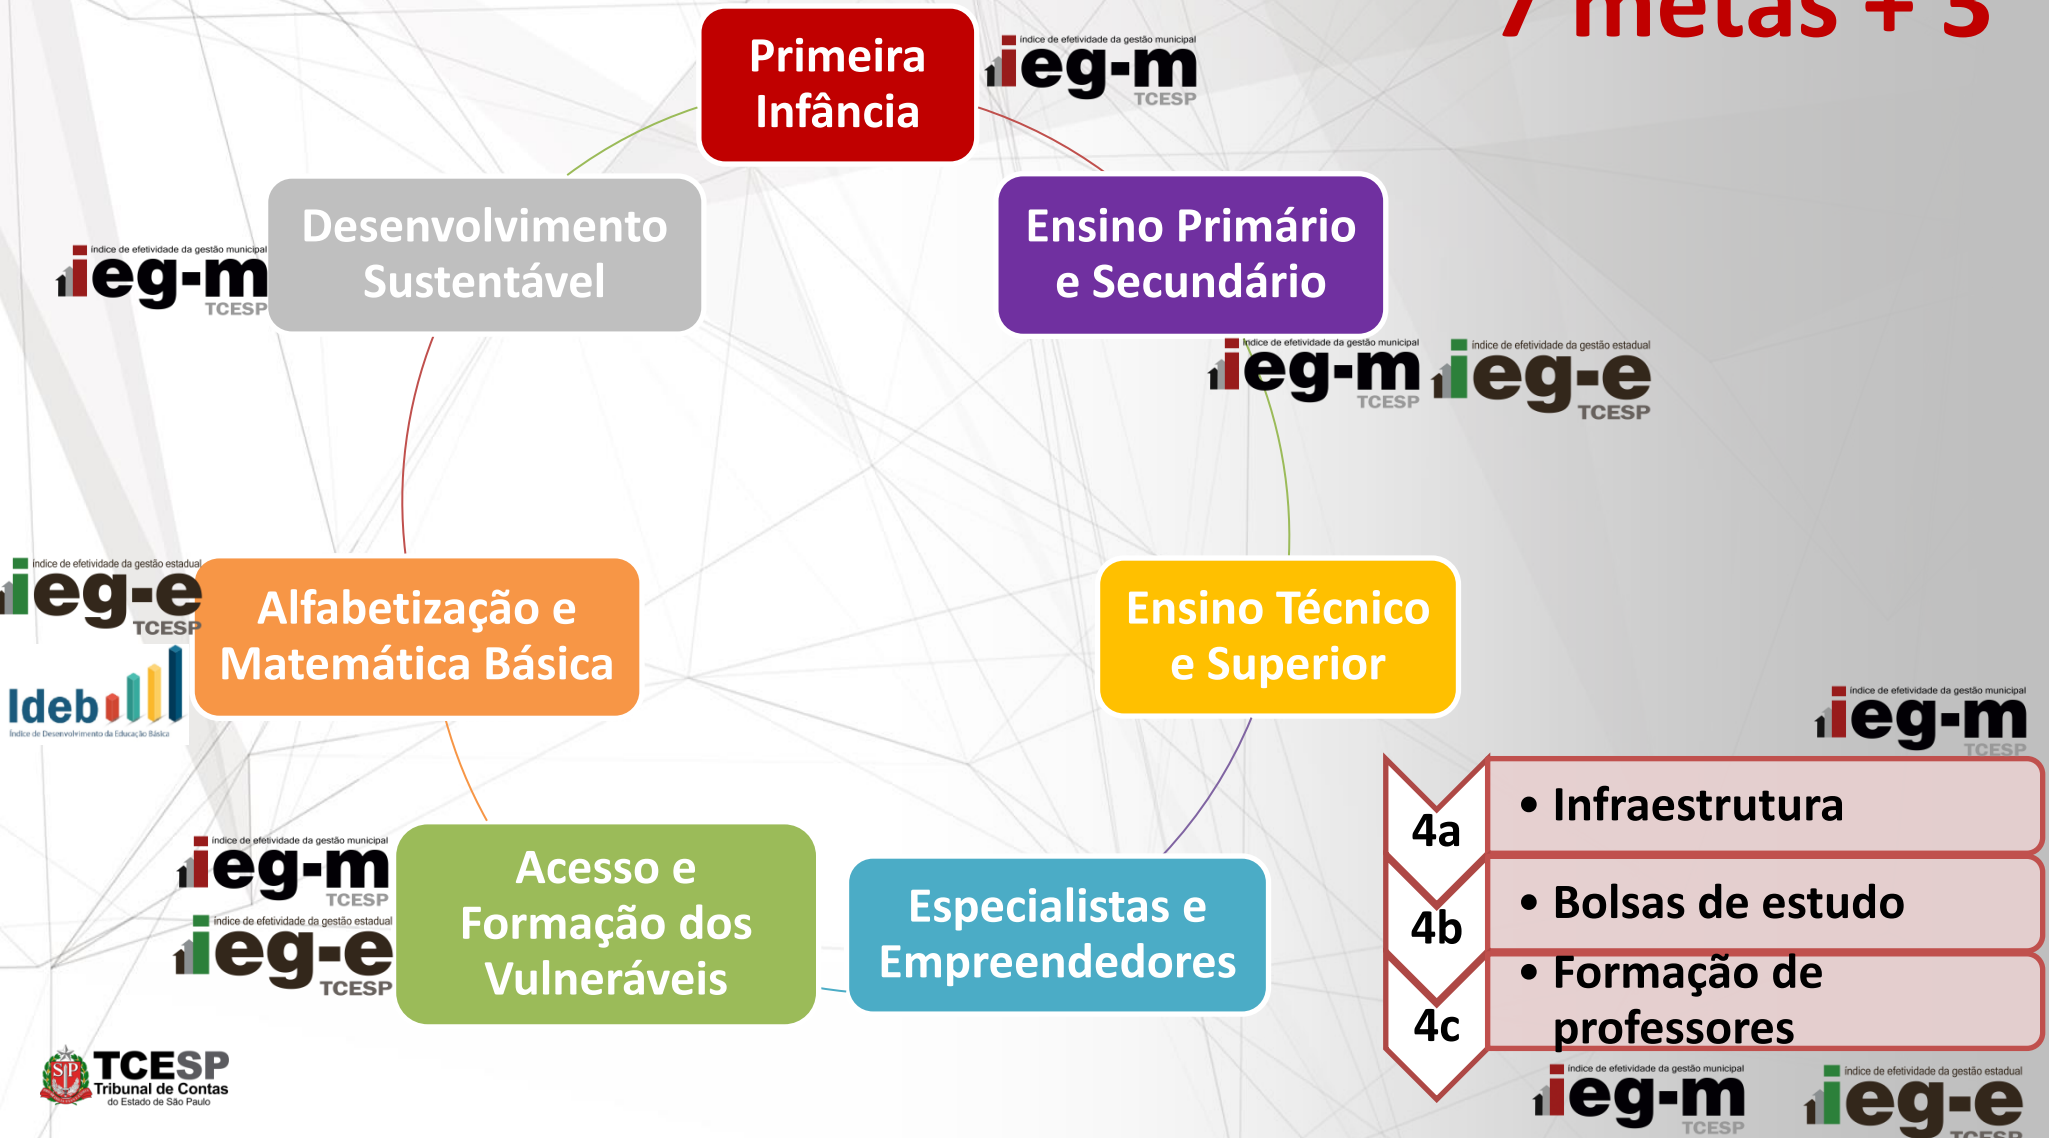 7 metas + 3
Primeira
Infância
índice de efetividade da gestão municipal
ieg-m
TCESP
Desenvolvimento
Sustentável
índice de efetividade da gestão municipal
ieg-m
TCESP
Ensino Primário
e Secundário
índice de efetividade da gestão municipal
ieg-m
TCESP
índice de efetividade da gestão estadual
ieg-e
TCESP
índice de efetividade da gestão estadual
ieg-e
TCESP
Ideb
Índice de Desenvolvimento da Educação Básica
Alfabetização e
Matemática Básica
Ensino Técnico
e Superior
índice de efetividade da gestão municipal
ieg-m
TCESP
4a
• Infraestrutura
4b
• Bolsas de estudo
4c
• Formação de
professores
índice de efetividade da gestão municipal
ieg-m
TCESP
índice de efetividade da gestão estadual
ieg-e
TCESP
Acesso e
Formação dos
Vulneráveis
Especialistas e
Empreendedores
SP
TCESP
Tribunal de Contas
do Estado de São Paulo
índice de efetividade da gestão municipal
ieg-m
TCESP
índice de efetividade da gestão estadual
ieg-e
TCESP